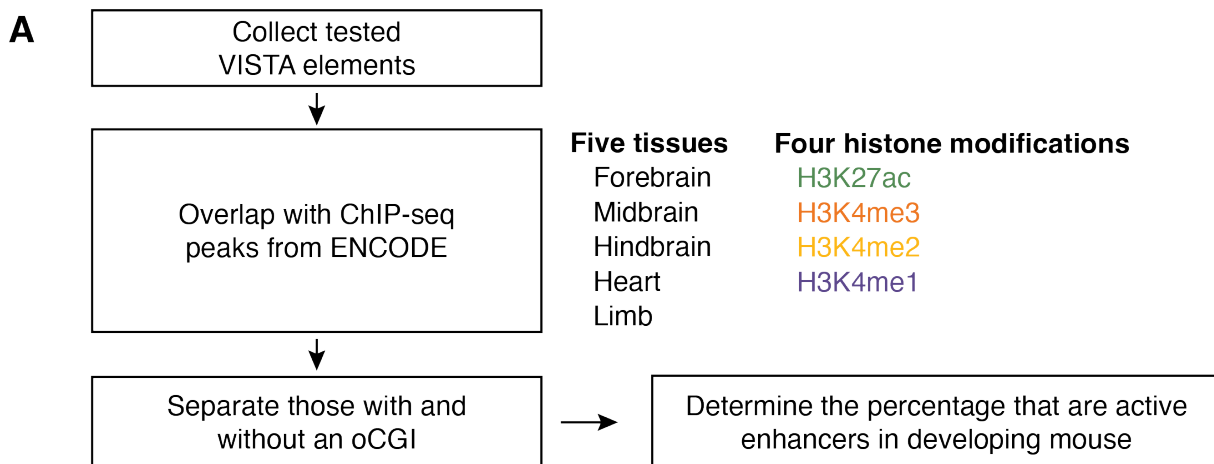 A
Collect tested
VISTA elements
Overlap with ChIP-seq
peaks from ENCODE
Five tissues
Forebrain
Midbrain
Hindbrain
Heart
Limb
Four histone modifications
H3K27ac
H3K4me3
H3K4me2
H3K4me1
Separate those with and
without an oCGI
Determine the percentage that are active
enhancers in developing mouse